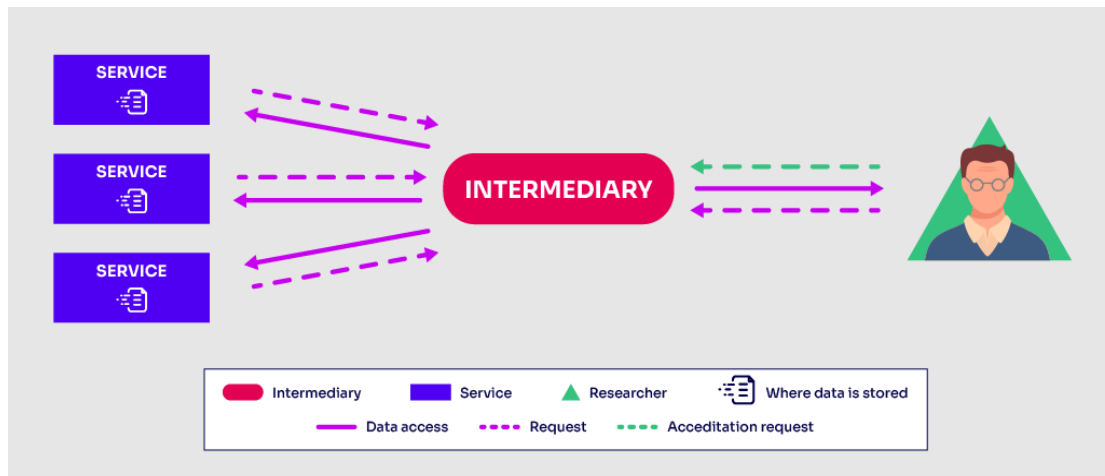 SERVICE
SERVICE
INTERMEDIARY
SERVICE
Intermediary
Service
Researcher
Where data is stored
Data access
Request
Acceditation request